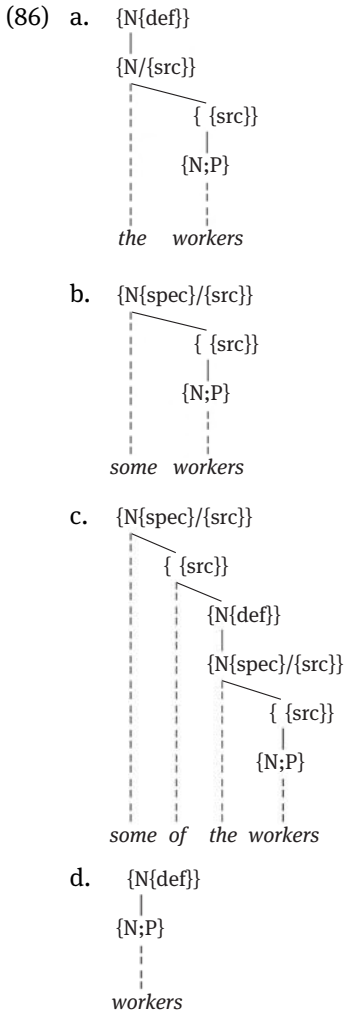 (86) a. {N{def}}
{N/{src}}
{ {src}}
{N;P}
the workers
b. {N{spec}/{src}}
{ {src}}
{N;P}
some workers
c. {N{spec}/{src}}
{ {src}}
{N{def}}
{N{spec}/{src}}
{ {src}}
{N;P}
some of the workers
d. {N{def}}
{N;P}
workers